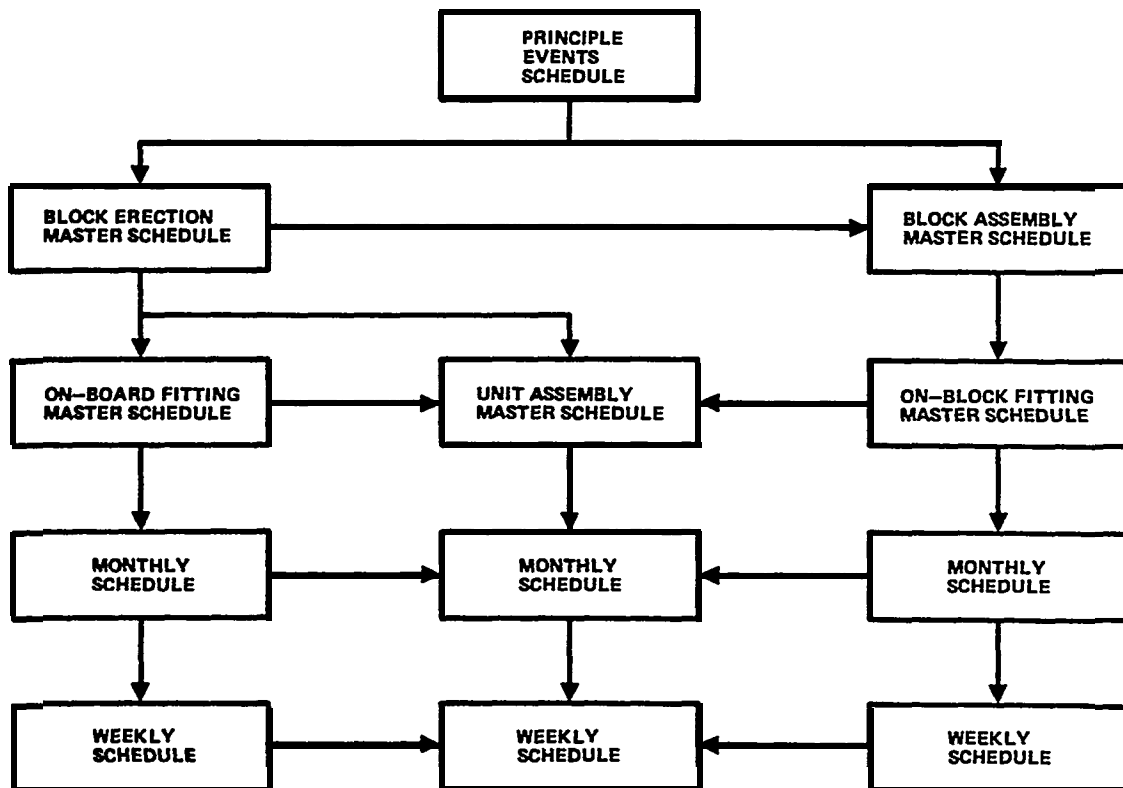 PRINCIPLE
EVENTS
SCHEDULE
BLOCK ERECTION
MASTER SCHEDULE
BLOCK ASSEMBLY
MASTER SCHEDULE
ON—BOARD FITTING
MASTER SCHEDULE
UNIT ASSEMBLY
MASTER SCHEDULE
ON—BLOCK FITTING
MASTER SCHEDULE
MONTHLY
SCHEDULE
MONTHLY
SCHEDULE
MONTHLY
SCHEDULE
WEEKLY
SCHEDULE
WEEKLY
SCHEDULE
WEEKLY
SCHEDULE